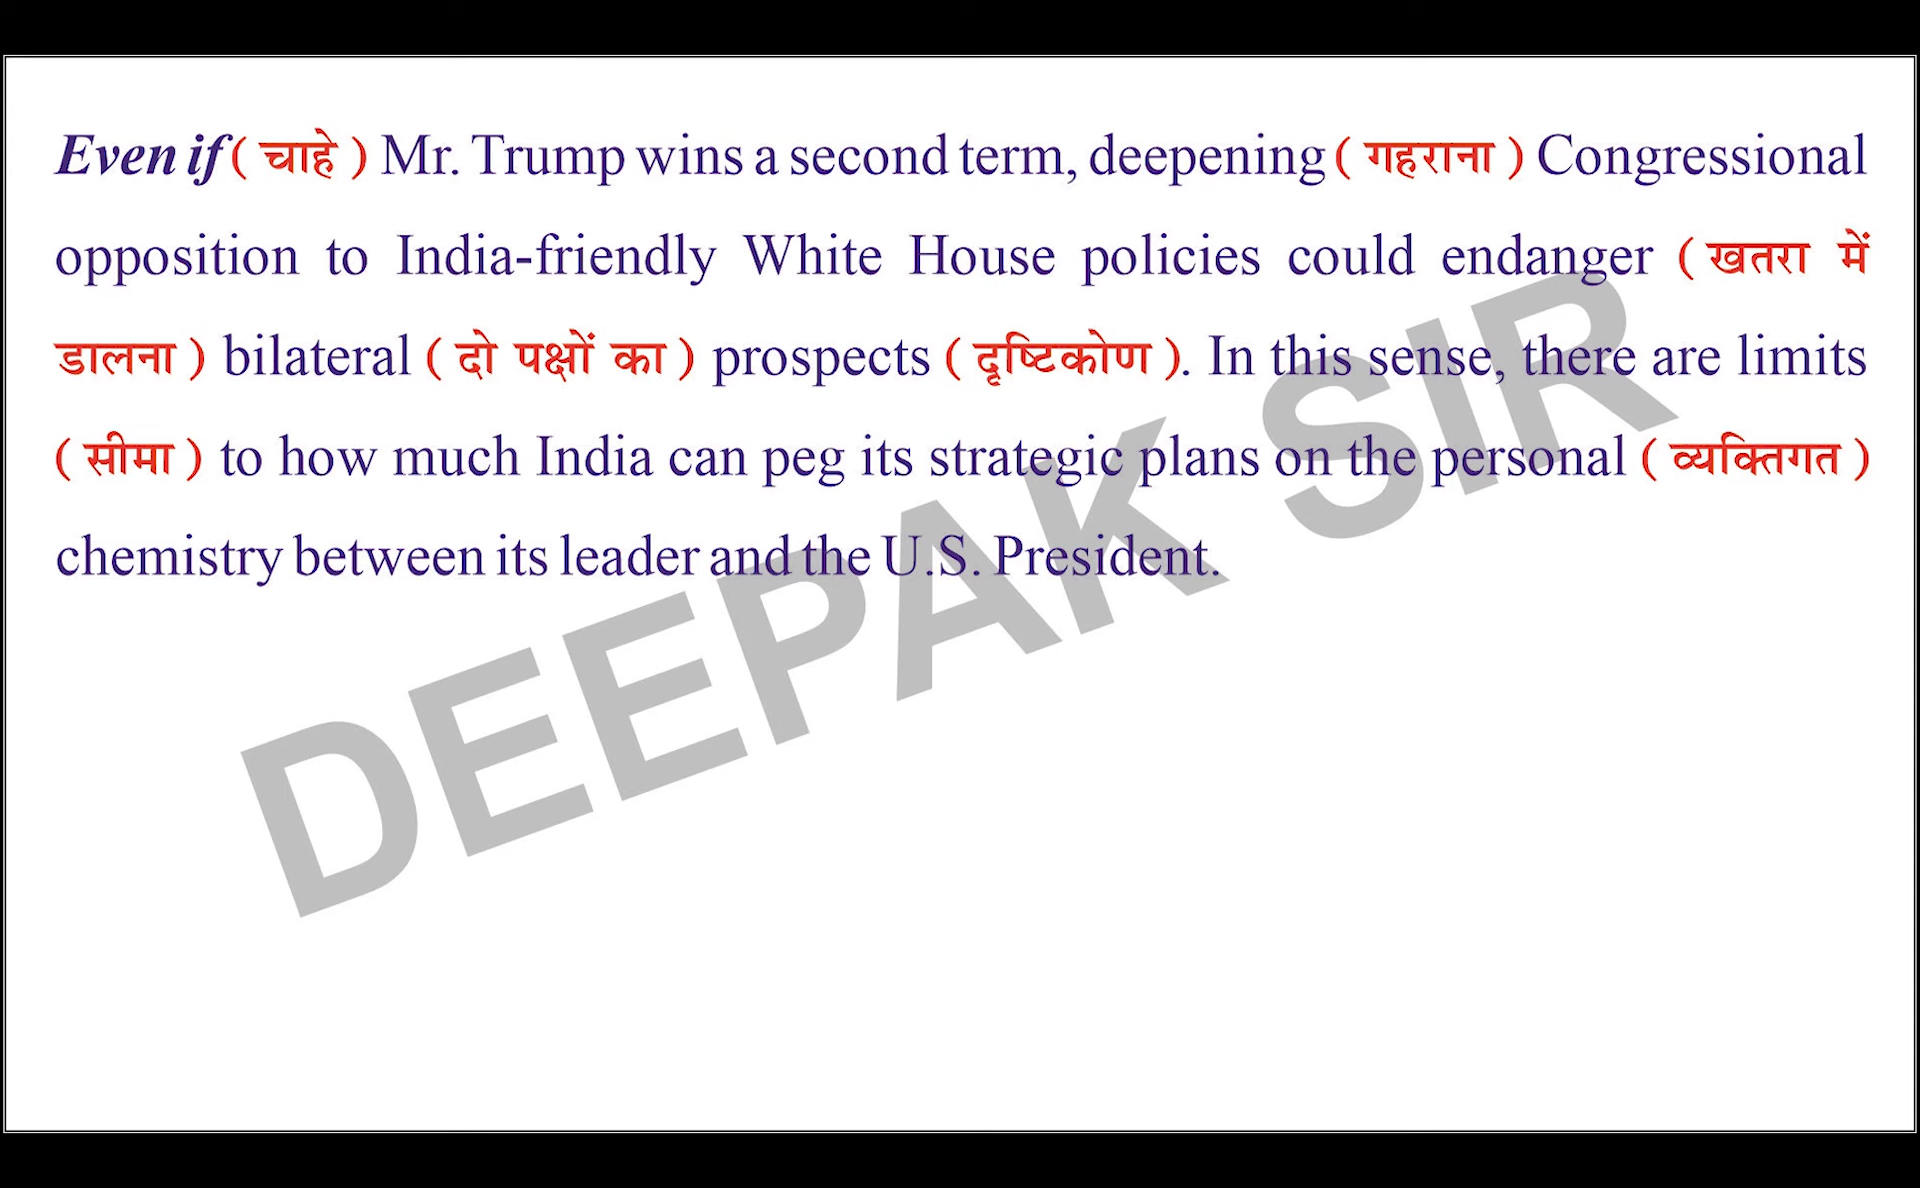 Even if ( चाहे ) Mr. Trump wins a second term, deepening ( गहराना ) Congressional
opposition to India-friendly White House policies could endanger ( खतरा में
डालना ) bilateral ( दो पक्षों का ) prospects ( दृष्टिकोण ). In this sense, there are limits
( सीमा ) to how much India can peg its strategic plans on the personal ( व्यक्तिगत )
chemistry between its leader and the U.S. President.
DEEPAK SIR